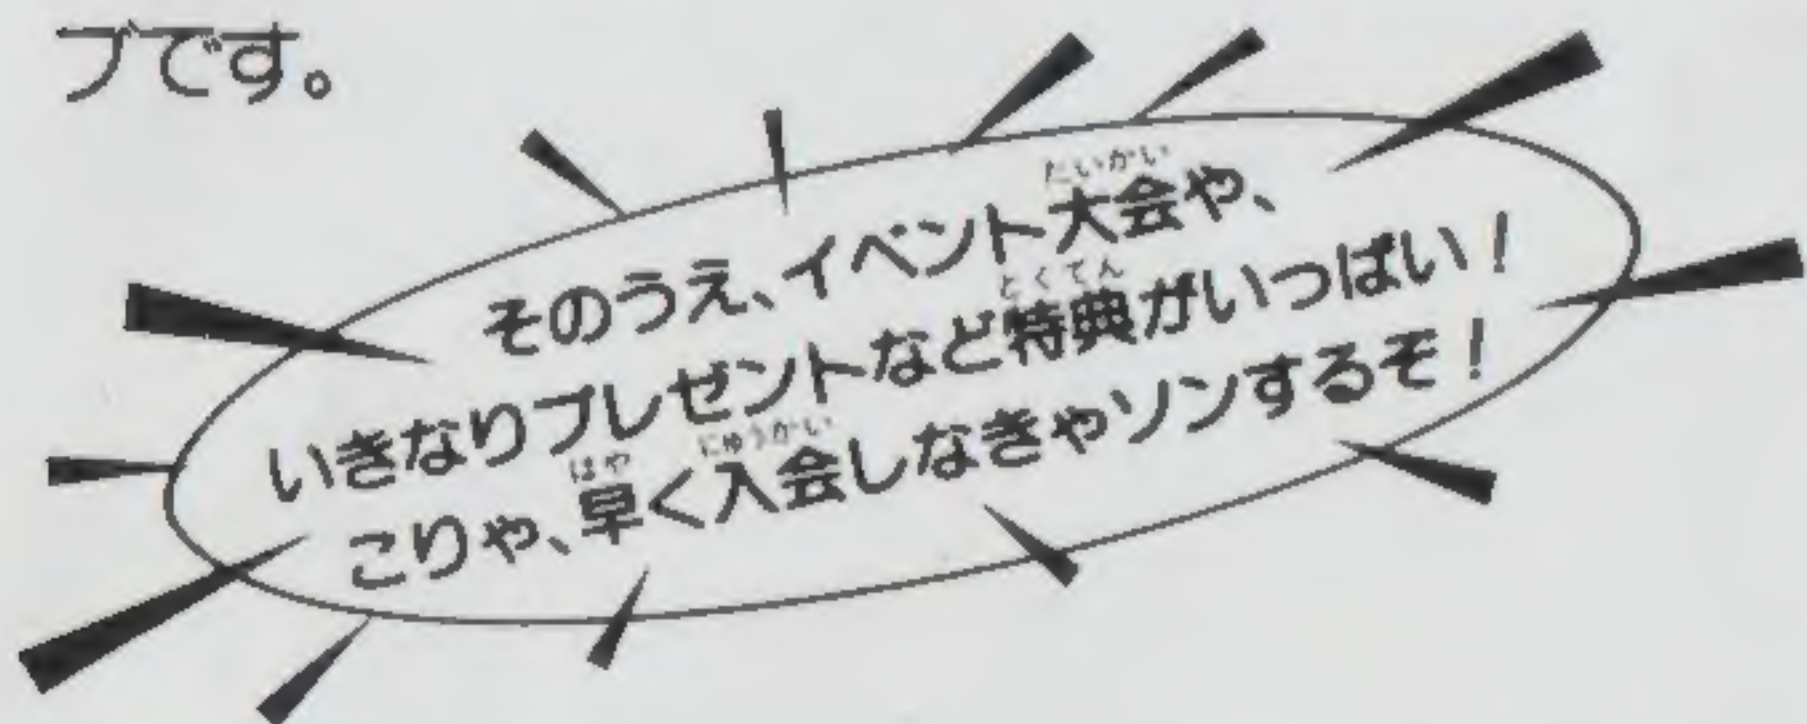 ブです。
そのうえ、イベント大会や、
いきなりプレゼントなど特典がいっぱい！
こりゃ、早く入会しなきゃソンするぞ！